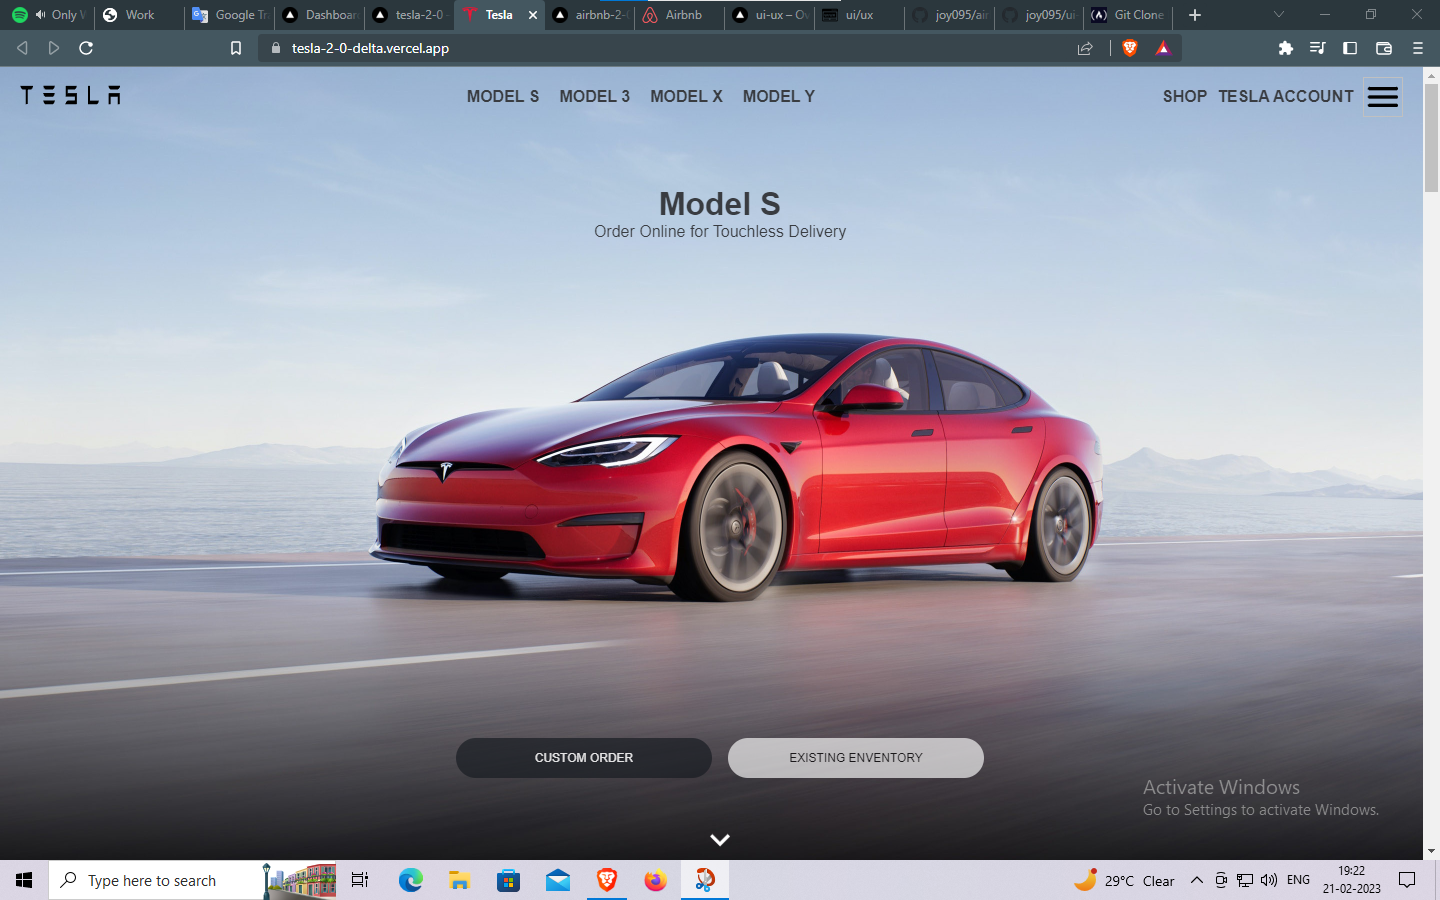 Only
Work
Google
Dashboar
tesla-2-0
Tesla
airbnb-2-
Airbnb
ui-ux – Ov
ui/ux
joy095/air
joy095/ui
Git Clone
tesla-2-0-delta.vercel.app
TESLA
MODEL S MODEL 3 MODEL X MODEL Y
SHOP TESLA ACCOUNT
Model S
Order Online for Touchless Delivery
CUSTOM ORDER
EXISTING ENVENTORY
Activate Windows
Go to Settings to activate Windows.
Type here to search
29°C Clear
ENG
19:22
21-02-2023